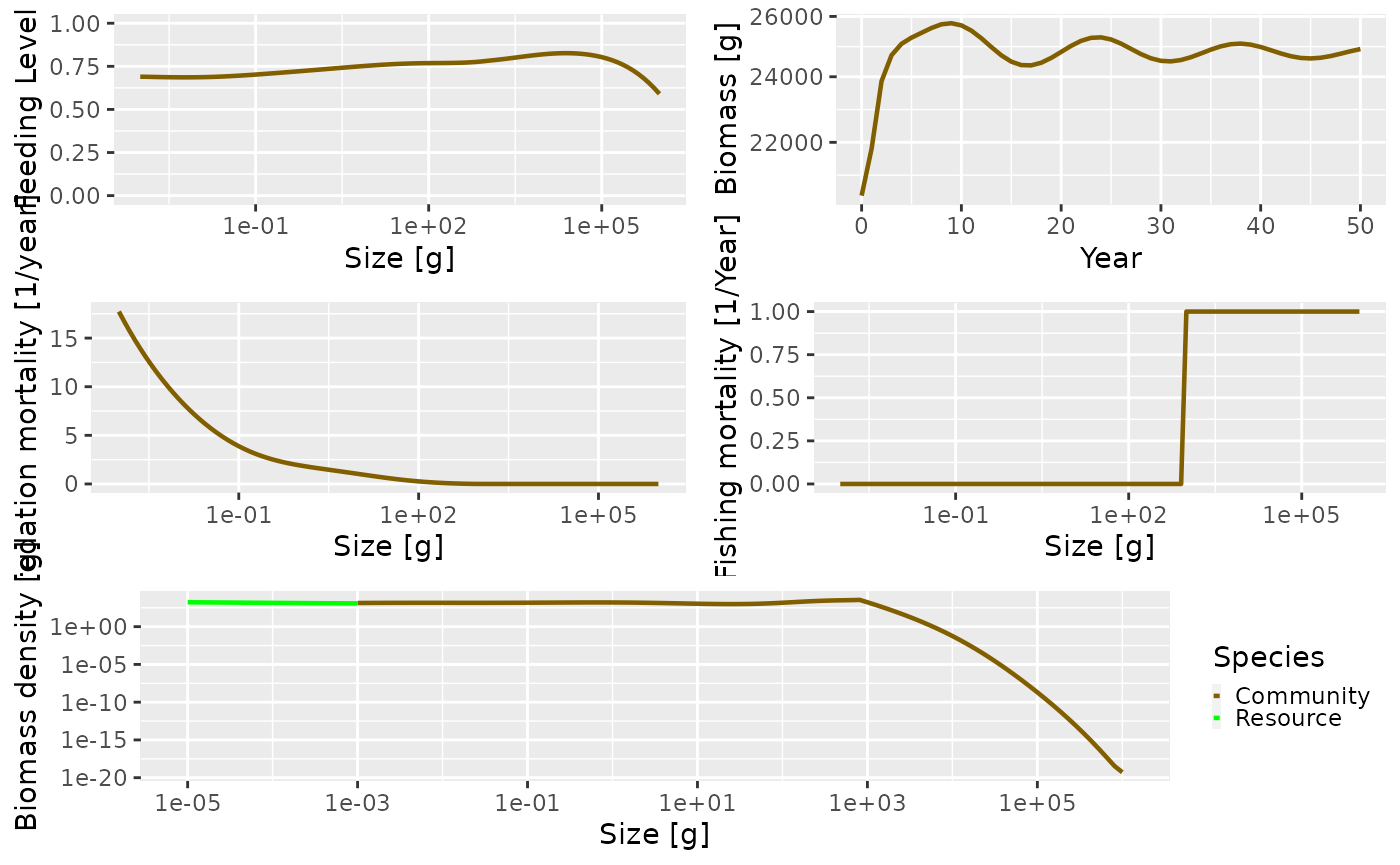 Feeding Level
1.00
0.75
0.50
0.25
0.00
1e-01 1e+02 1e+05
Size [g]
Biomass [g]
26000
24000
22000
0 10 20 30 40 50
Year
mortality [1/year]
15
10
5
0
1e-01 1e+02 1e+05
Size [g]
Fishing mortality [1/Year]
1.00
0.75
0.50
0.25
0.00
1e-01 1e+02 1e+05
Size [g]
Biomass density [g]
1e+00
1e-05
1e-10
1e-15
1e-20
1e-05 1e-03 1e-01 1e+01 1e+03 1e+05
Size [g]
Species
Community
Resource